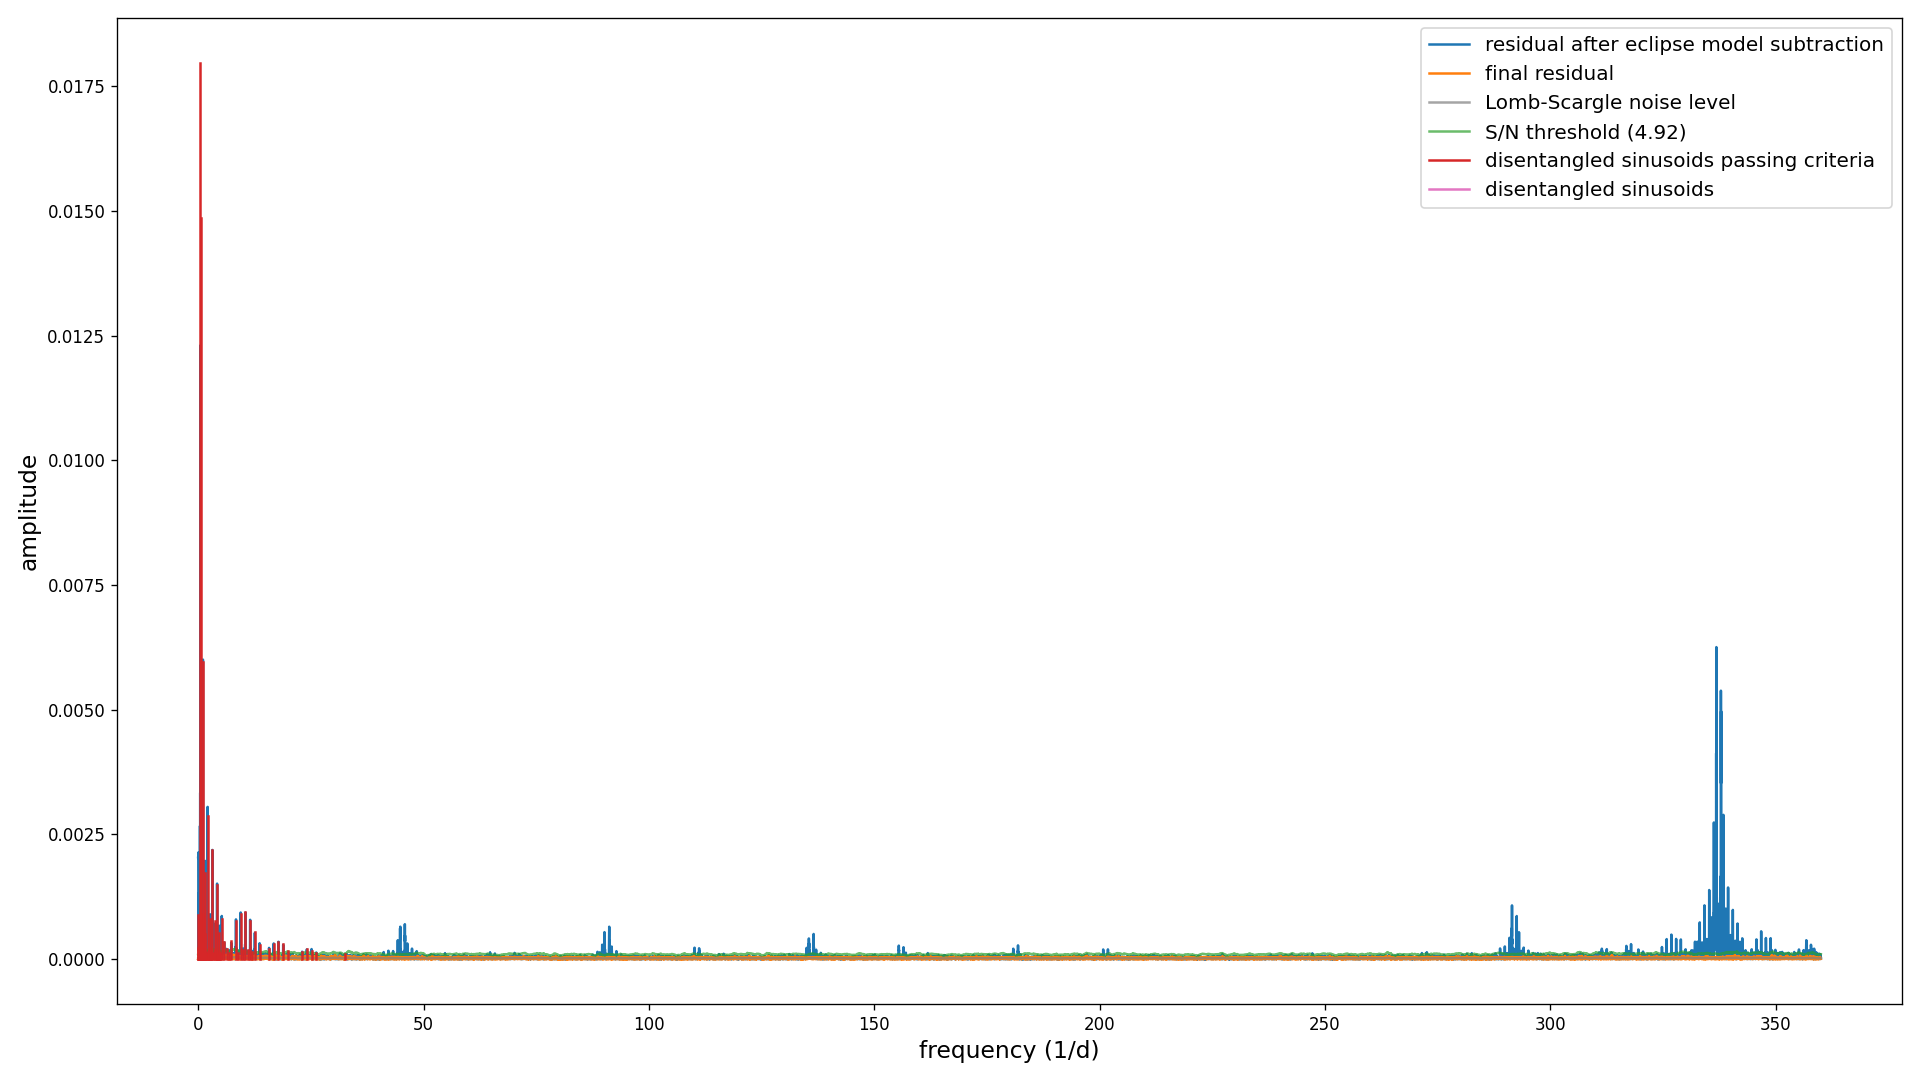 residual after eclipse model subtraction
final residual
Lomb-Scargle noise level
S/N threshold (4.92)
disentangled sinusoids passing criteria
disentangled sinusoids
0.0175
0.0150
0.0125
0.0100
0.0075
0.0050
0.0025
0.0000
amplitude
0 50 100 150 200 250 300 350
frequency (1/d)